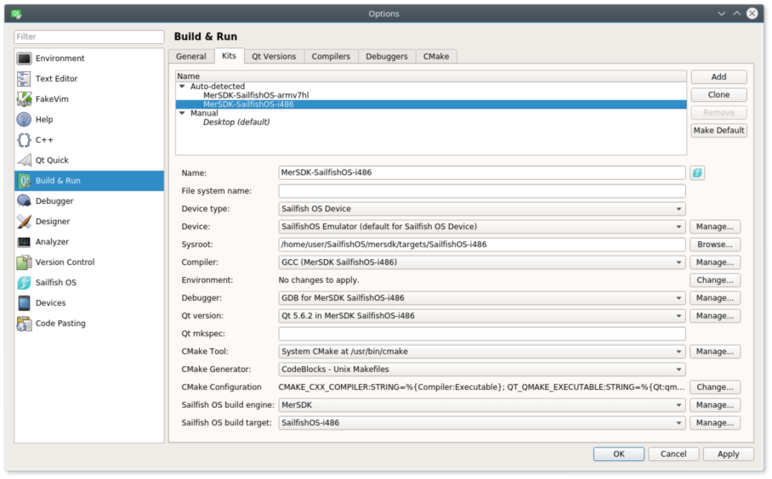 Options
Filter
Build & Run
Environment
Text Editor
FakeVim
Help
C++
Qt Quick
Build & Run
Debugger
Designer
Analyzer
Version Control
Sailfish OS
Devices
Code Pasting
General Kits Qt Versions Compilers Debuggers CMake
Name
Auto-detected
MerSDK-SailfishOS-armv7hl
MerSDK-SailfishOS-i486
Manual
Desktop (default)
Add
Clone
Remove
Make Default
Name: MerSDK-SailfishOS-i486
File system name:
Device type: Sailfish OS Device
Device: SailfishOS Emulator (default for Sailfish OS Device) Manage...
Sysroot: /home/user/SailfishOS/mersdk/targets/SailfishOS-i486 Browse...
Compiler: GCC (MerSDK SailfishOS-i486) Manage...
Environment: No changes to apply. Change...
Debugger: GDB for MerSDK SailfishOS-i486 Manage...
Qt version: Qt 5.6.2 in MerSDK SailfishOS-i486 Manage...
Qt mkspec:
CMake Tool: System CMake at /usr/bin/cmake Manage...
CMake Generator: CodeBlocks - Unix Makefiles
CMake Configuration CMAKE_CXX_COMPILER:STRING=%{Compiler:Executable}; QT_QMAKE_EXECUTABLE:STRING=%{Qt:qm... Change...
Sailfish OS build engine: MerSDK Manage...
Sailfish OS build target: SailfishOS-i486 Manage...
OK Cancel Apply